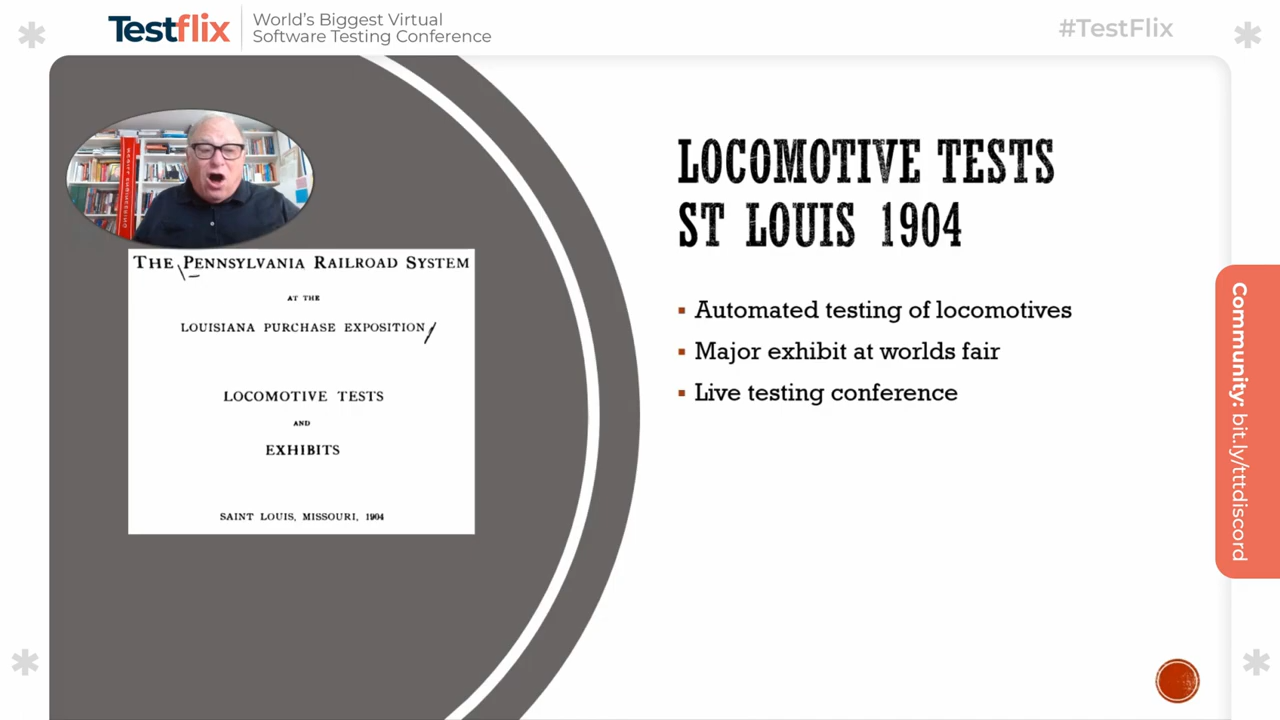 Testflix
World's Biggest Virtual
Software Testing Conference
#TestFlix
THE PENNSYLVANIA RAILROAD SYSTEM
AT THE
LOUISIANA PURCHASE EXPOSITION
LOCOMOTIVE TESTS
AND
EXHIBITS
SAINT LOUIS, MISSOURI, 1904
LOCOMOTIVE TESTS
ST LOUIS 1904
▪ Automated testing of locomotives
▪ Major exhibit at worlds fair
▪ Live testing conference
Community: bit.ly/tttdiscord